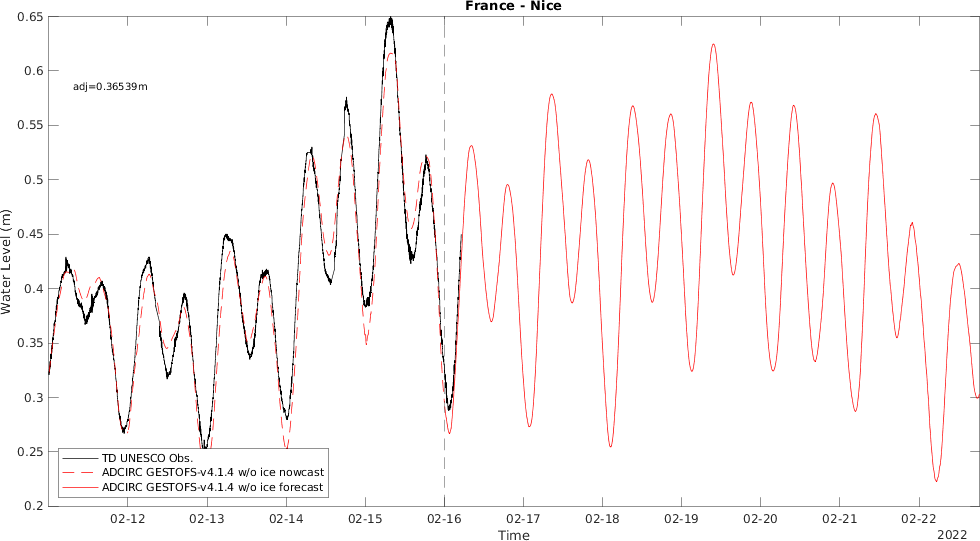 France - Nice
0.65
0.6
0.55
0.5
0.45
0.4
0.35
0.3
0.25
0.2
Water Level (m)
adj=0.36539m
TD UNESCO Obs.
ADCIRC GESTOFS-v4.1.4 w/o ice nowcast
ADCIRC GESTOFS-v4.1.4 w/o ice forecast
02-12 02-13 02-14 02-15 02-16 02-17 02-18 02-19 02-20 02-21 02-22
Time
2022